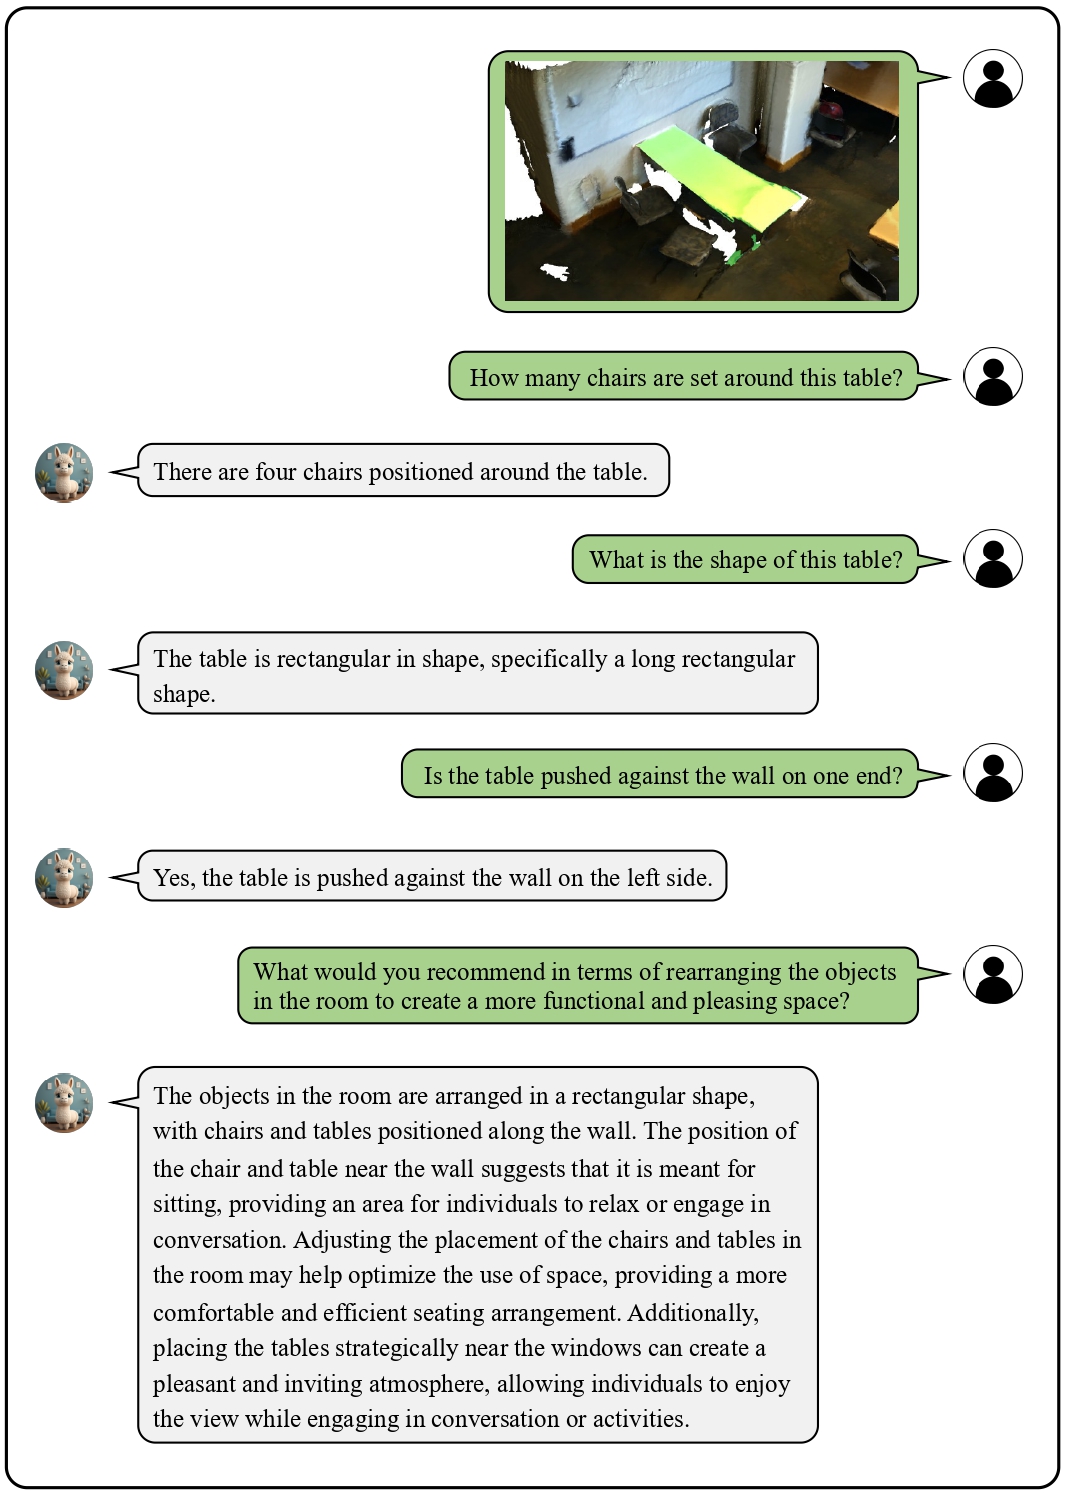 How many chairs are set around this table?
There are four chairs positioned around the table.
What is the shape of this table?
The table is rectangular in shape, specifically a long rectangular
shape.
Is the table pushed against the wall on one end?
Yes, the table is pushed against the wall on the left side.
What would you recommend in terms of rearranging the objects
in the room to create a more functional and pleasing space?
The objects in the room are arranged in a rectangular shape,
with chairs and tables positioned along the wall. The position of
the chair and table near the wall suggests that it is meant for
sitting, providing an area for individuals to relax or engage in
conversation. Adjusting the placement of the chairs and tables in
the room may help optimize the use of space, providing a more
comfortable and efficient seating arrangement. Additionally,
placing the tables strategically near the windows can create a
pleasant and inviting atmosphere, allowing individuals to enjoy
the view while engaging in conversation or activities.